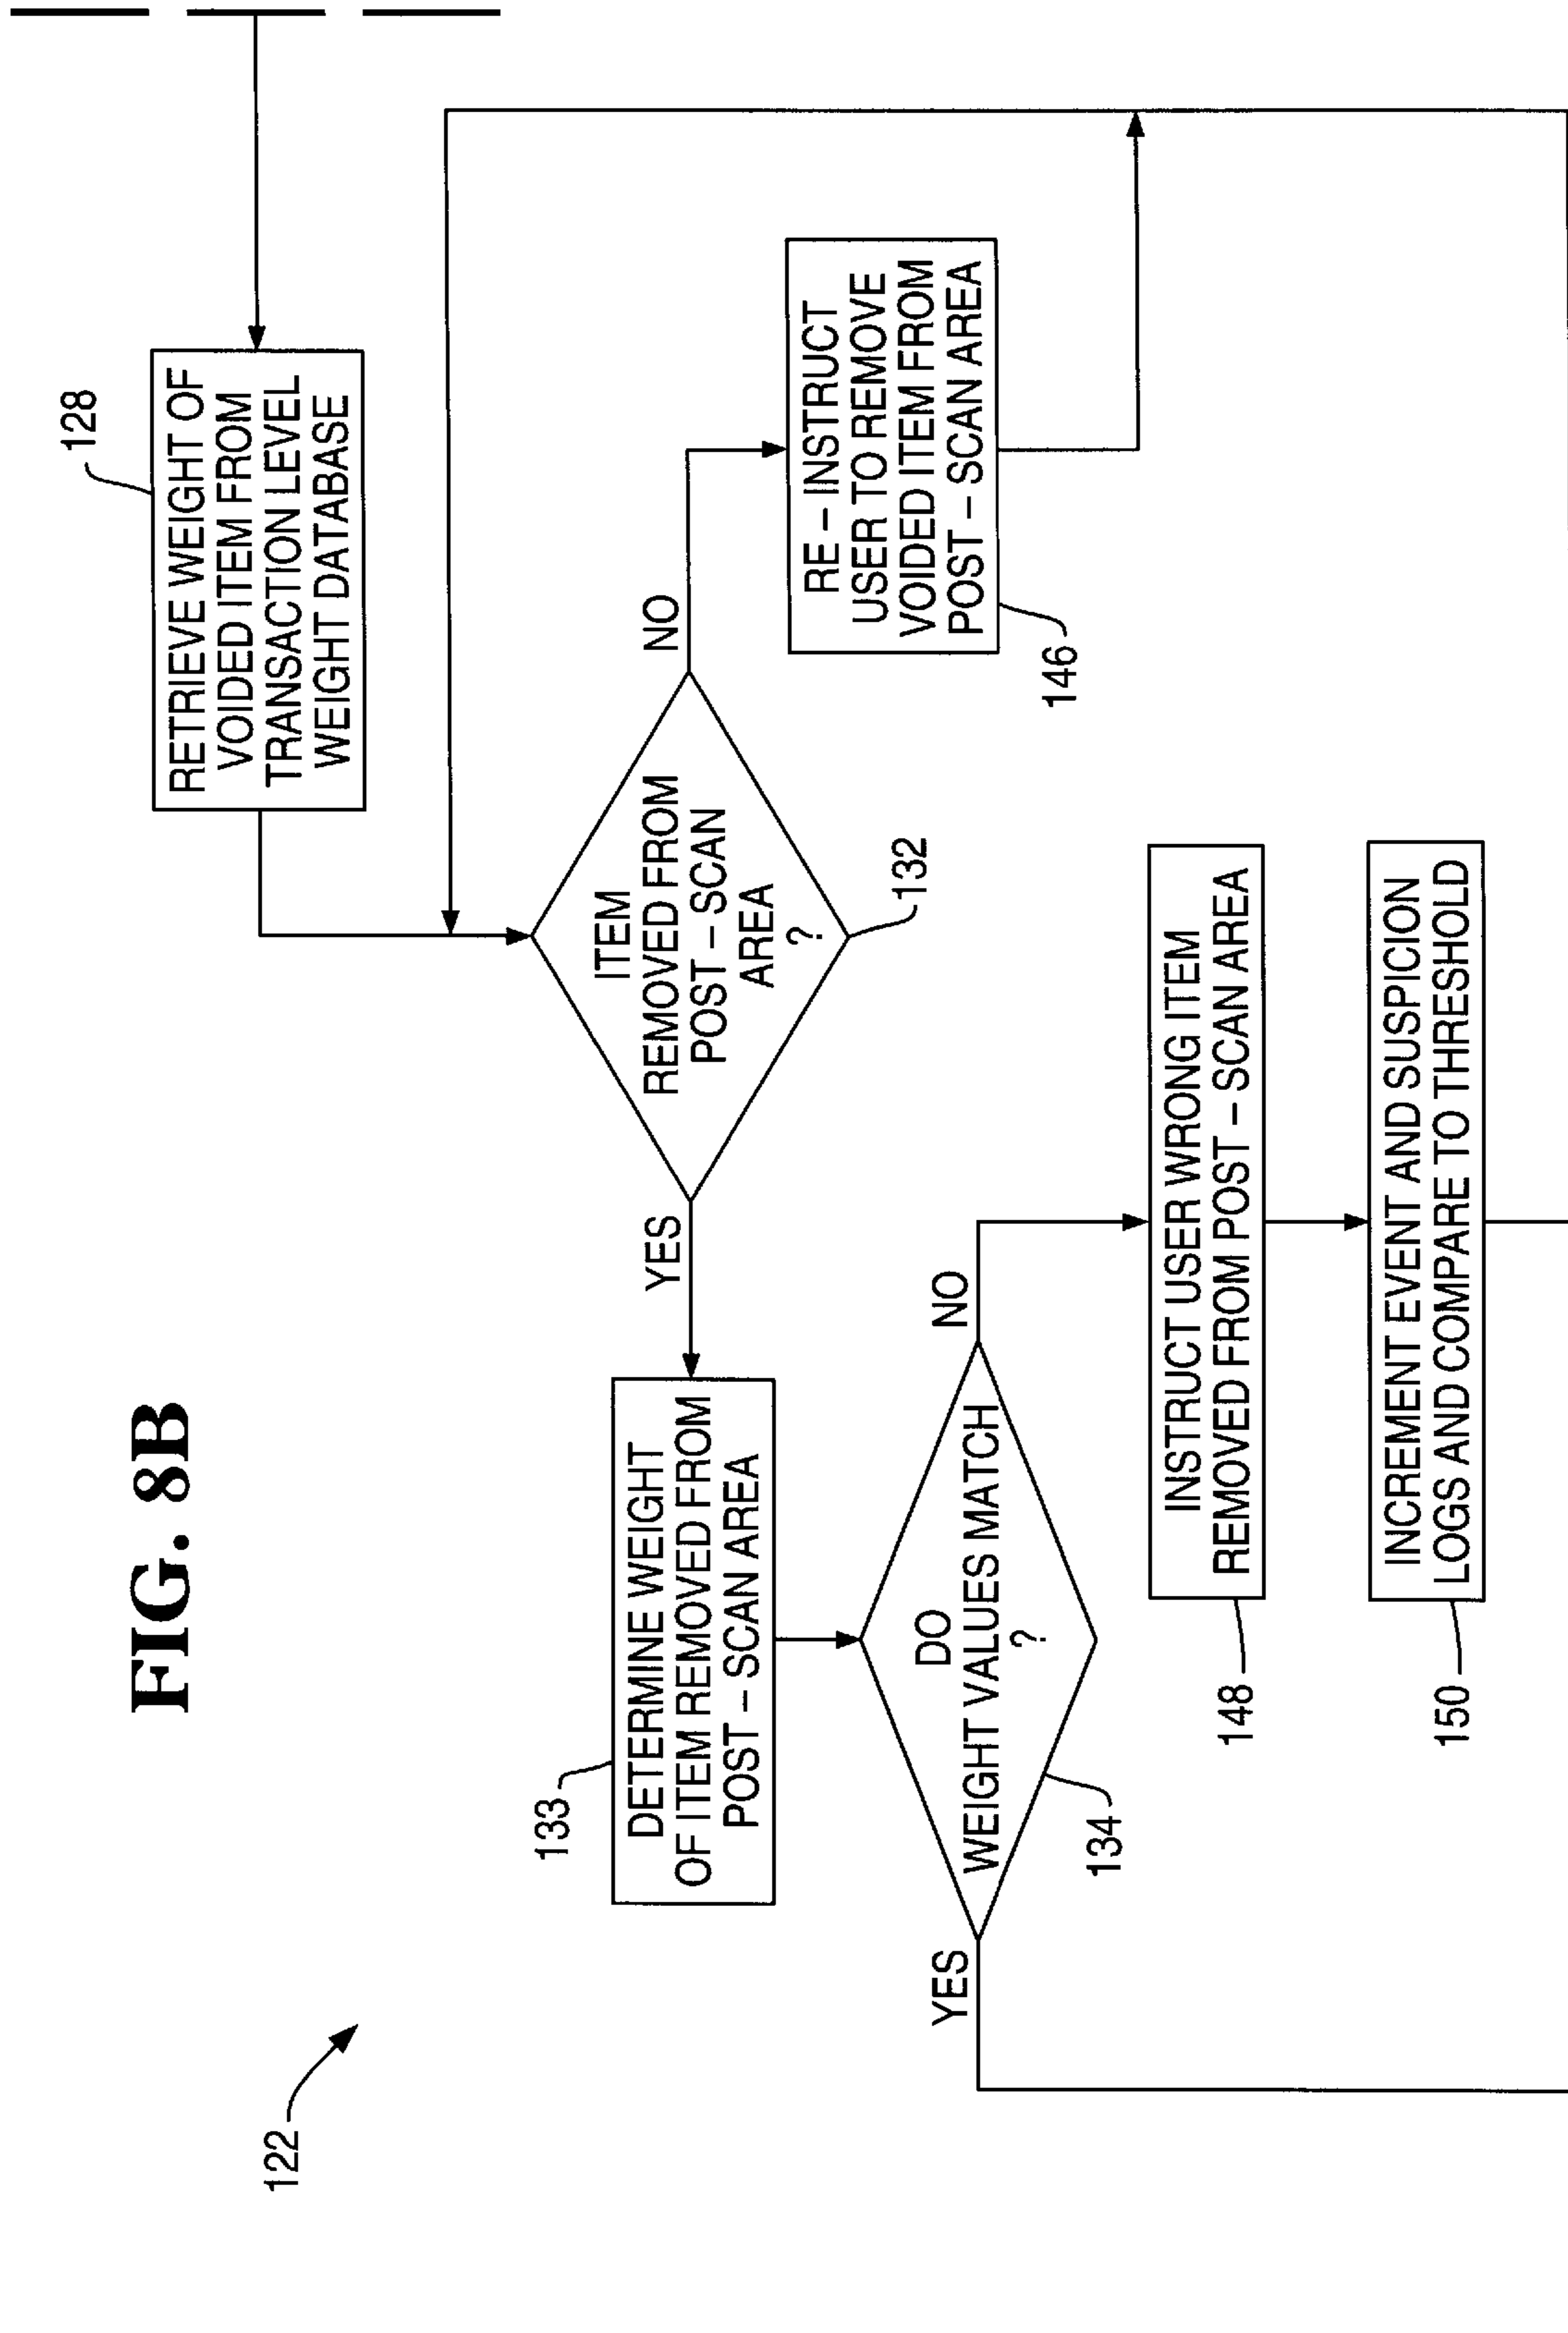 FIG. 8B
122
128
RETRIEVE WEIGHT OF
VOIDED ITEM FROM
TRANSACTION LEVEL
WEIGHT DATABASE
ITEM
REMOVED FROM
POST – SCAN
AREA
?
132
YES
NO
RE – INSTRUCT
USER TO REMOVE
VOIDED ITEM FROM
POST – SCAN AREA
146
133
DETERMINE WEIGHT
OF ITEM REMOVED FROM
POST – SCAN AREA
DO
WEIGHT VALUES MATCH
?
134
YES
NO
INSTRUCT USER WRONG ITEM
REMOVED FROM POST – SCAN AREA
148
INCREMENT EVENT AND SUSPICION
LOGS AND COMPARE TO THRESHOLD
150